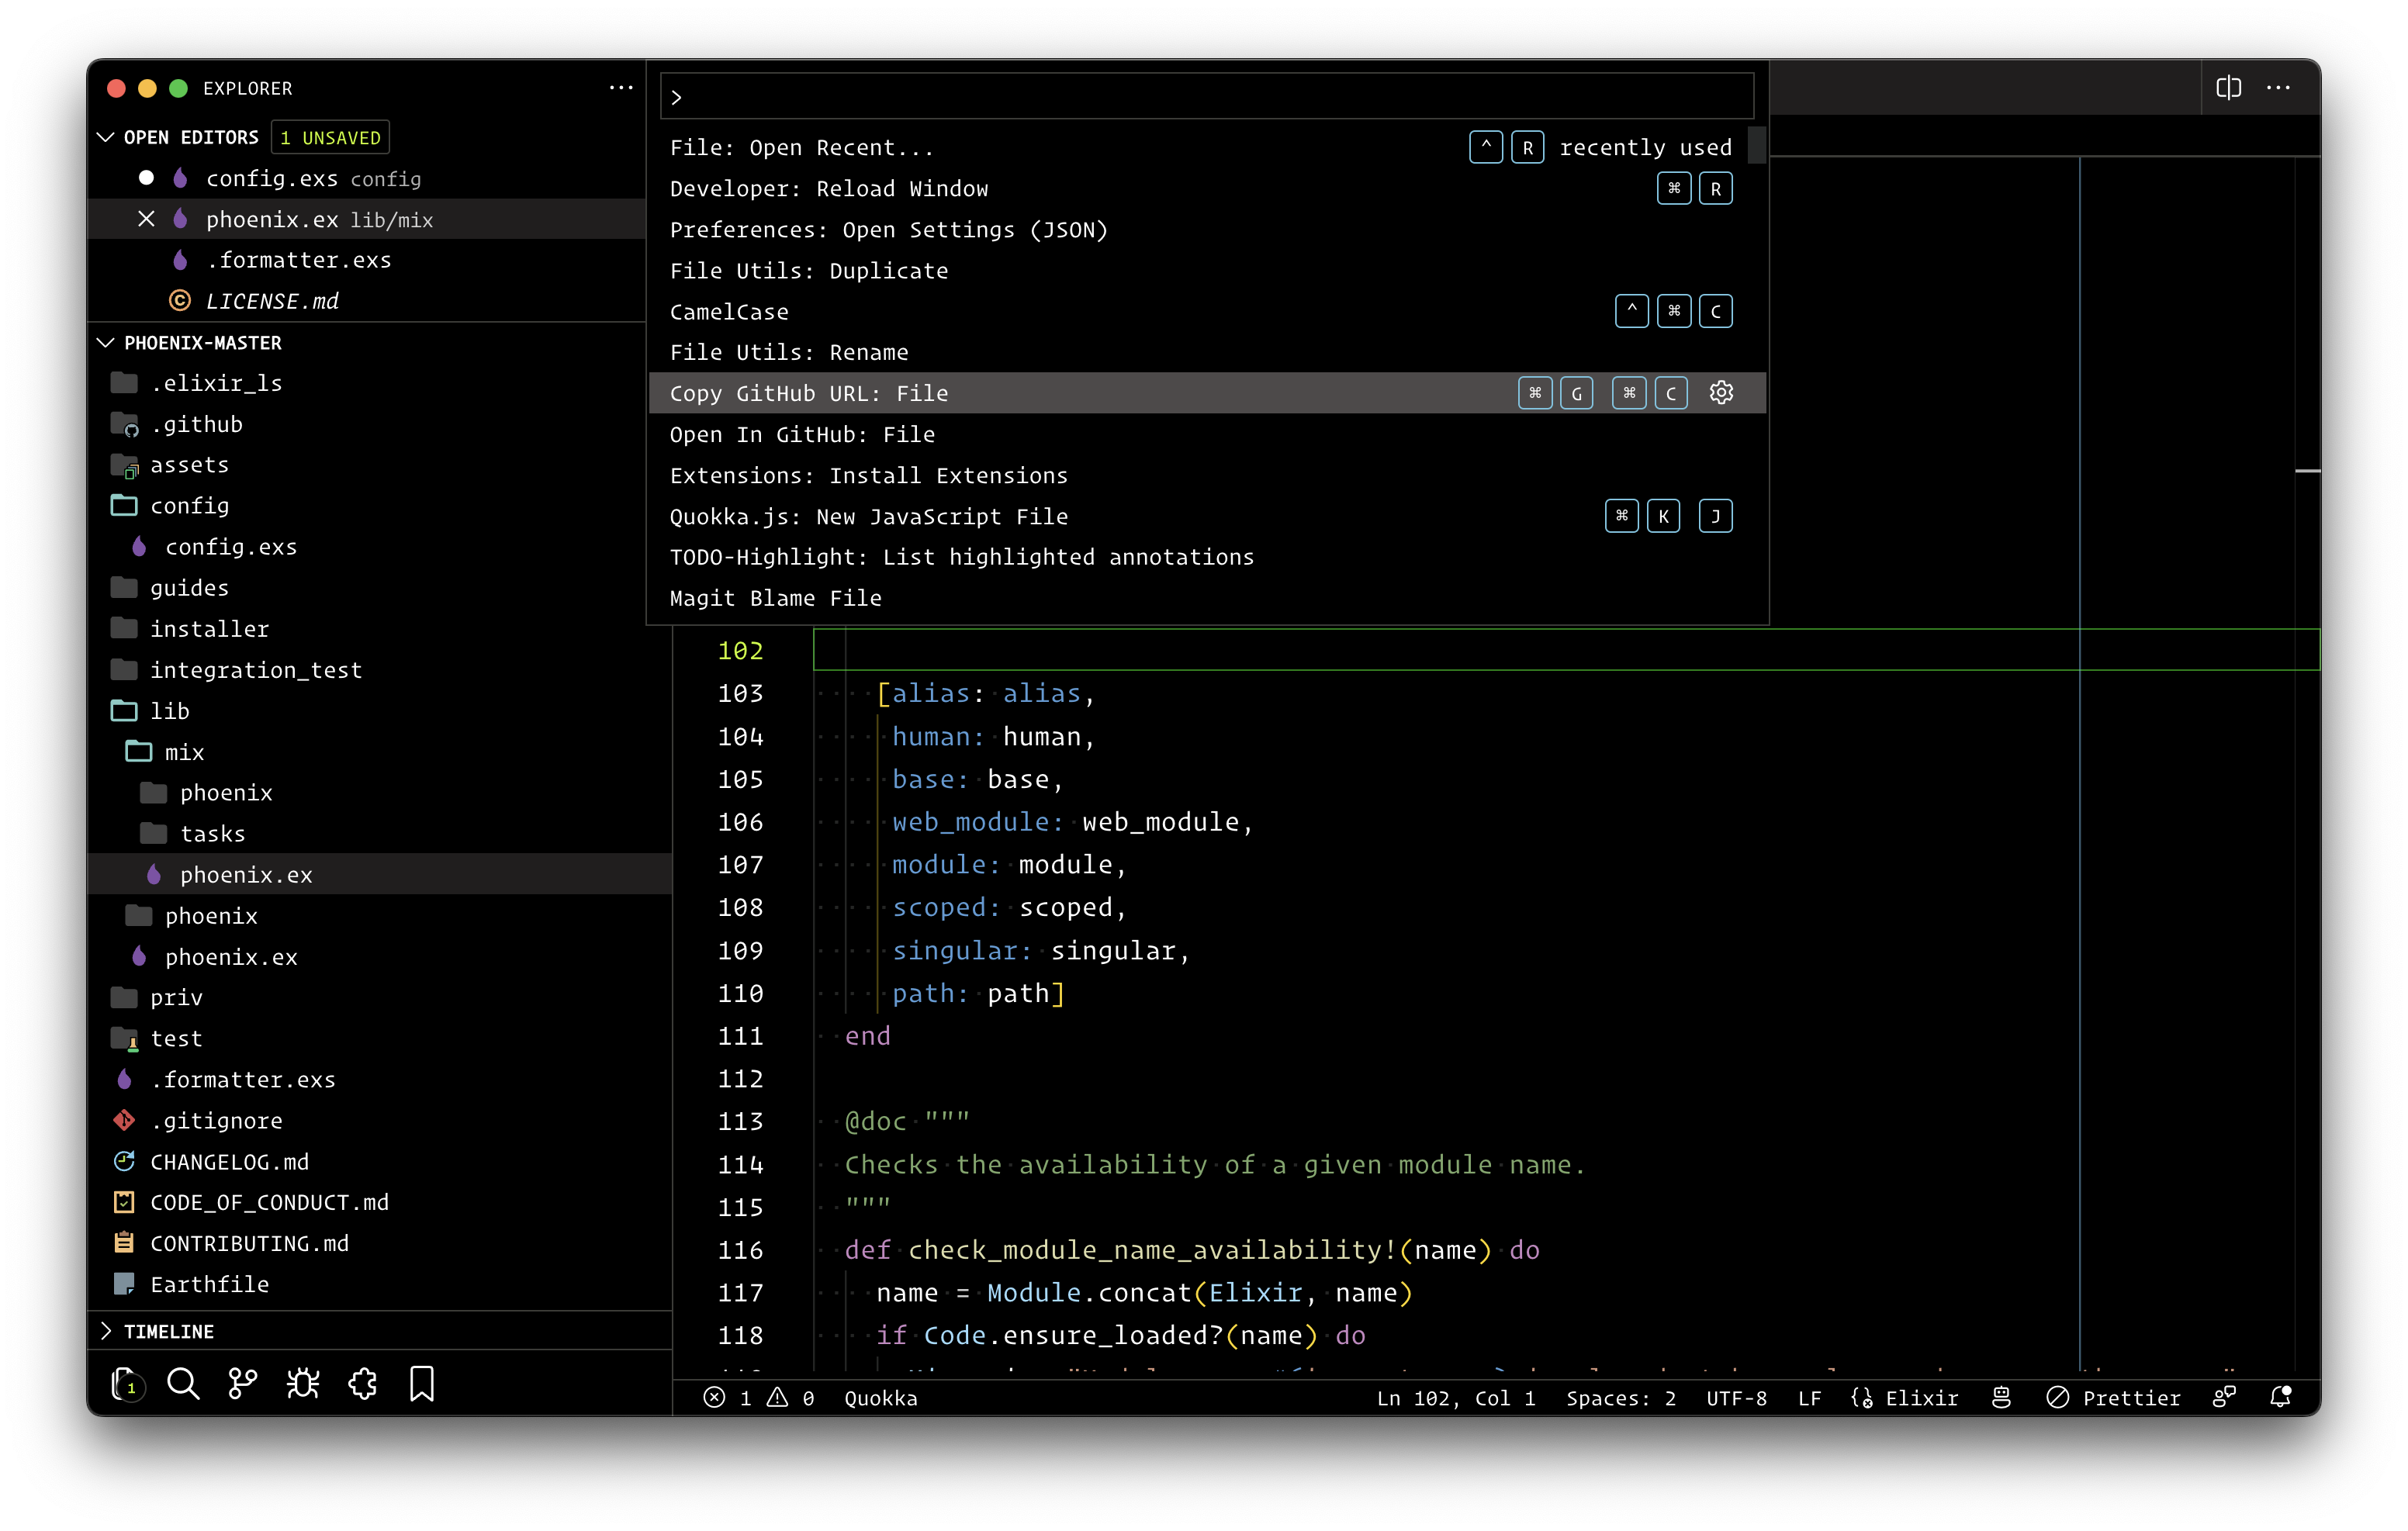 EXPLORER
OPEN EDITORS 1 UNSAVED
config.exs config
phoenix.ex lib/mix
.formatter.exs
LICENSE.md
PHOENIX-MASTER
.elixir_ls
.github
assets
config
config.exs
guides
installer
integration_test
lib
mix
phoenix
tasks
phoenix.ex
phoenix
phoenix.ex
priv
test
.formatter.exs
.gitignore
CHANGELOG.md
CODE_OF_CONDUCT.md
CONTRIBUTING.md
Earthfile
TIMELINE
1
>
File: Open Recent... ^ R recently used
Developer: Reload Window ⌘ R
Preferences: Open Settings (JSON)
File Utils: Duplicate
CamelCase ^ ⌘ C
File Utils: Rename
Copy GitHub URL: File ⌘ G ⌘ C
Open In GitHub: File
Extensions: Install Extensions
Quokka.js: New JavaScript File ⌘ K J
TODO-Highlight: List highlighted annotations
Magit Blame File
102
103 [alias: alias,
104 human: human,
105 base: base,
106 web_module: web_module,
107 module: module,
108 scoped: scoped,
109 singular: singular,
110 path: path]
111 end
112
113 @doc """
114 Checks the availability of a given module name.
115 """
116 def check_module_name_availability!(name) do
117 name = Module.concat(Elixir, name)
118 if Code.ensure_loaded?(name) do
1 0 Quokka Ln 102, Col 1 Spaces: 2 UTF-8 LF Elixir Prettier